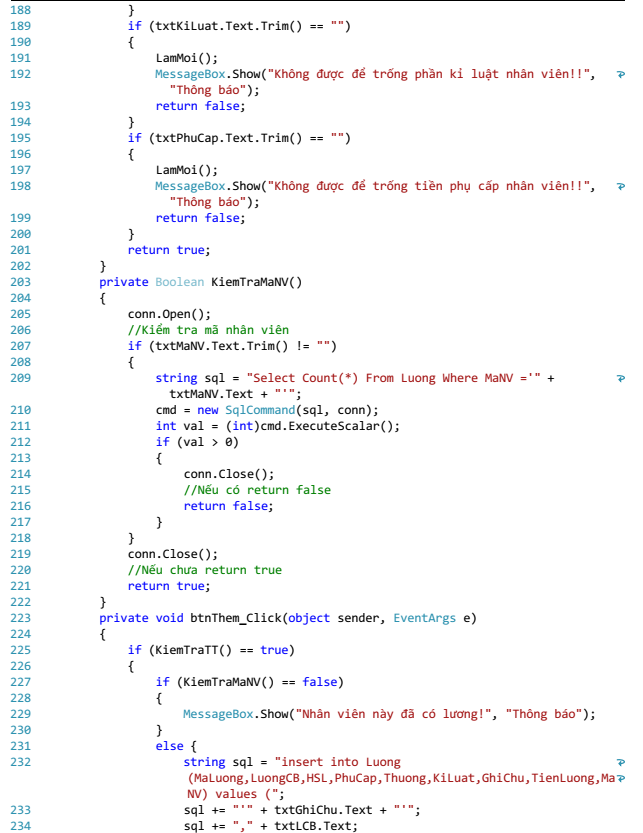 188 }
189 if (txtKiLuat.Text.Trim() == "")
190 {
191 LamMoi();
192 MessageBox.Show("Không được để trống phần kỉ luật nhân viên!!",
"Thông báo");
193 return false;
194 }
195 if (txtPhuCap.Text.Trim() == "")
196 {
197 LamMoi();
198 MessageBox.Show("Không được để trống tiền phụ cấp nhân viên!!",
"Thông báo");
199 return false;
200 }
201 return true;
202 }
203 private Boolean KiemTraMaNV()
204 {
205 conn.Open();
206 //Kiểm tra mã nhân viên
207 if (txtMaNV.Text.Trim() != "")
208 {
209 string sql = "Select Count(*) From Luong Where MaNV ='" +
txtMaNV.Text + "'";
210 cmd = new SqlCommand(sql, conn);
211 int val = (int)cmd.ExecuteScalar();
212 if (val > 0)
213 {
214 conn.Close();
215 //Nếu có return false
216 return false;
217 }
218 }
219 conn.Close();
220 //Nếu chưa return true
221 return true;
222 }
223 private void btnThem_Click(object sender, EventArgs e)
224 {
225 if (KiemTraTT() == true)
226 {
227 if (KiemTraMaNV() == false)
228 {
229 MessageBox.Show("Nhân viên này đã có lương!", "Thông báo");
230 }
231 else {
232 string sql = "insert into Luong
(MaLuong,LuongCB,HSL,PhuCap,Thuong,KiLuat,GhiChu,TienLuong,Ma
NV) values (";
233 sql += "'" + txtGhiChu.Text + "'";
234 sql += "," + txtLCB.Text;